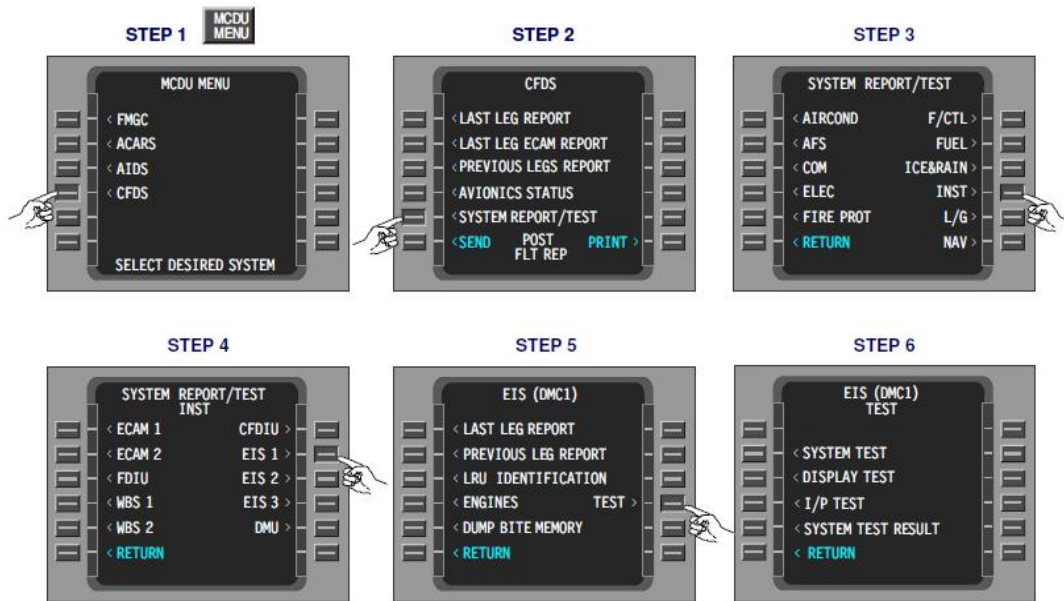 STEP 1
MCDU
MENU
MCDU MENU
< FMGC
< ACARS
< AIDS
< CFDS
SELECT DESIRED SYSTEM
STEP 2
CFDS
<LAST LEG REPORT
<LAST LEG ECAM REPORT
<PREVIOUS LEGS REPORT
<AVIONICS STATUS
<SYSTEM REPORT/TEST
<SEND POST PRINT >
FLT REP
STEP 3
SYSTEM REPORT/TEST
< AIRCOND F/CTL >
< AFS FUEL >
< COM ICE&RAIN >
< ELEC INST >
< FIRE PROT L/G >
< RETURN NAV >
STEP 4
SYSTEM REPORT/TEST
INST
< ECAM 1 CFDIU >
< ECAM 2 EIS 1 >
< FDIU EIS 2 >
< WBS 1 EIS 3 >
< WBS 2 DMU >
< RETURN
STEP 5
EIS (DMC1)
< LAST LEG REPORT
< PREVIOUS LEG REPORT
< LRU IDENTIFICATION
< ENGINES TEST >
< DUMP BITE MEMORY
< RETURN
STEP 6
EIS (DMC1)
TEST
< SYSTEM TEST
< DISPLAY TEST
< I/P TEST
< SYSTEM TEST RESULT
< RETURN